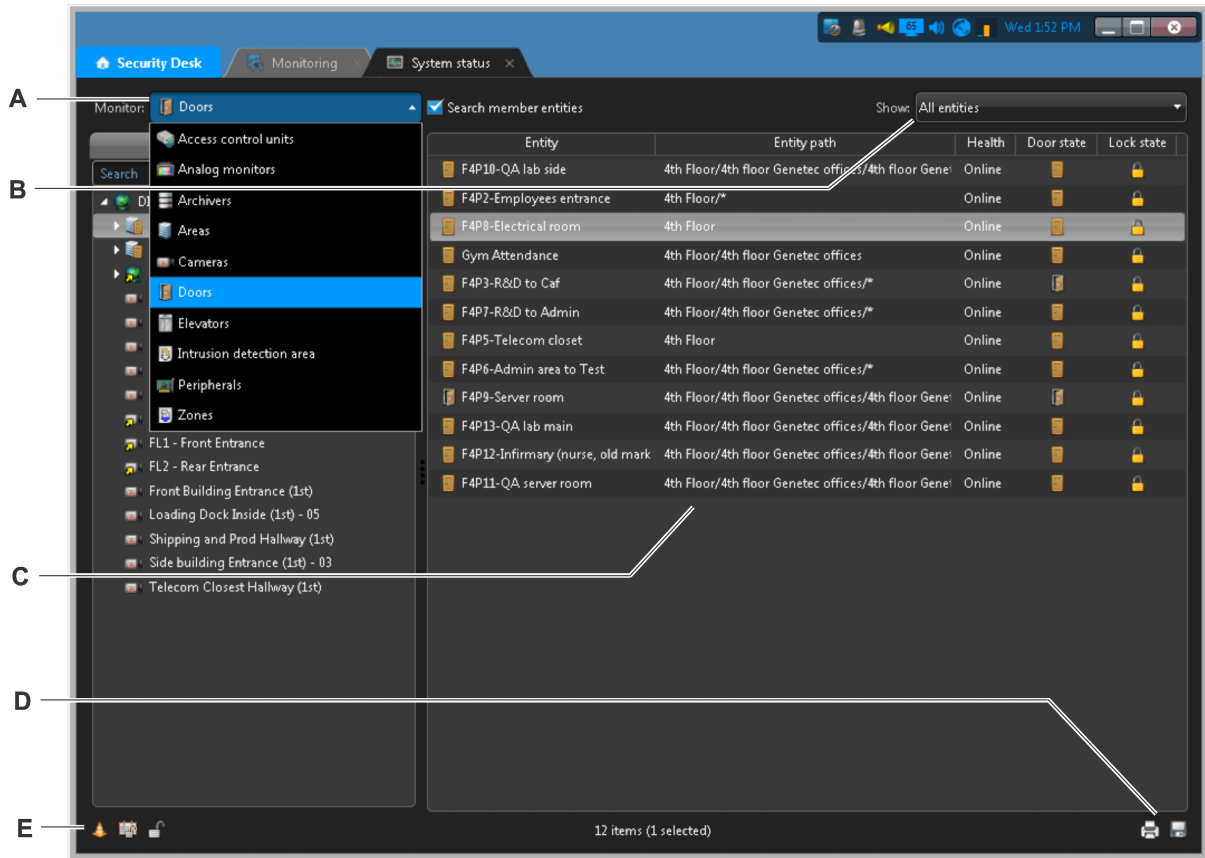 65 Wed 1:52 PM
Security Desk Monitoring System status
A
Monitor: Doors Search member entities Show: All entities
Access control units
Analog monitors
Archivers
Areas
Cameras
Doors
Elevators
Intrusion detection area
Peripherals
Zones
Search
FL1 - Front Entrance
FL2 - Rear Entrance
Front Building Entrance (1st)
Loading Dock Inside (1st) - 05
Shipping and Prod Hallway (1st)
Side building Entrance (1st) - 03
Telecom Closest Hallway (1st)
Entity Entity path Health Door state Lock state
F4P10-QA lab side 4th Floor/4th floor Genetec offices/4th floor Genet Online
B
F4P2-Employees entrance 4th Floor/* Online
F4P8-Electrical room 4th Floor Online
Gym Attendance 4th Floor/4th floor Genetec offices Online
F4P3-R&D to Caf 4th Floor/4th floor Genetec offices/* Online
F4P7-R&D to Admin 4th Floor/4th floor Genetec offices/* Online
F4P5-Telecom closet 4th Floor Online
F4P6-Admin area to Test 4th Floor/4th floor Genetec offices/* Online
F4P9-Server room 4th Floor/4th floor Genetec offices/4th floor Genet Online
F4P13-QA lab main 4th Floor/4th floor Genetec offices/4th floor Genet Online
F4P12-Infirmary (nurse, old mark 4th Floor/4th floor Genetec offices/4th floor Genet Online
F4P11-QA server room 4th Floor/4th floor Genetec offices/4th floor Genet Online
C
D
E
12 items (1 selected)